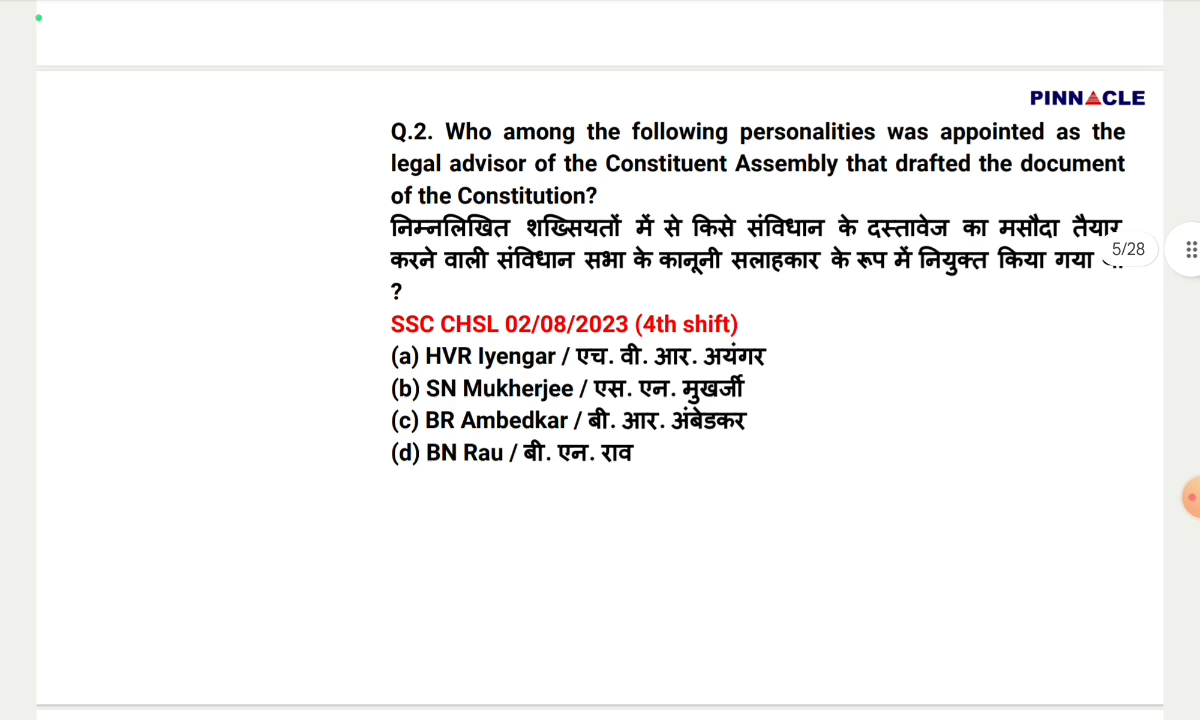 PINNACLE
Q.2. Who among the following personalities was appointed as the
legal advisor of the Constituent Assembly that drafted the document
of the Constitution?
निम्नलिखित शख्सियतों में से किसे संविधान के दस्तावेज का मसौदा तैयार
करने वाली संविधान सभा के कानूनी सलाहकार के रूप में नियुक्त किया गया
5/28
?
SSC CHSL 02/08/2023 (4th shift)
(a) HVR Iyengar / एच. वी. आर. अयंगर
(b) SN Mukherjee / एस. एन. मुखर्जी
(c) BR Ambedkar / बी. आर. अंबेडकर
(d) BN Rau / बी. एन. राव